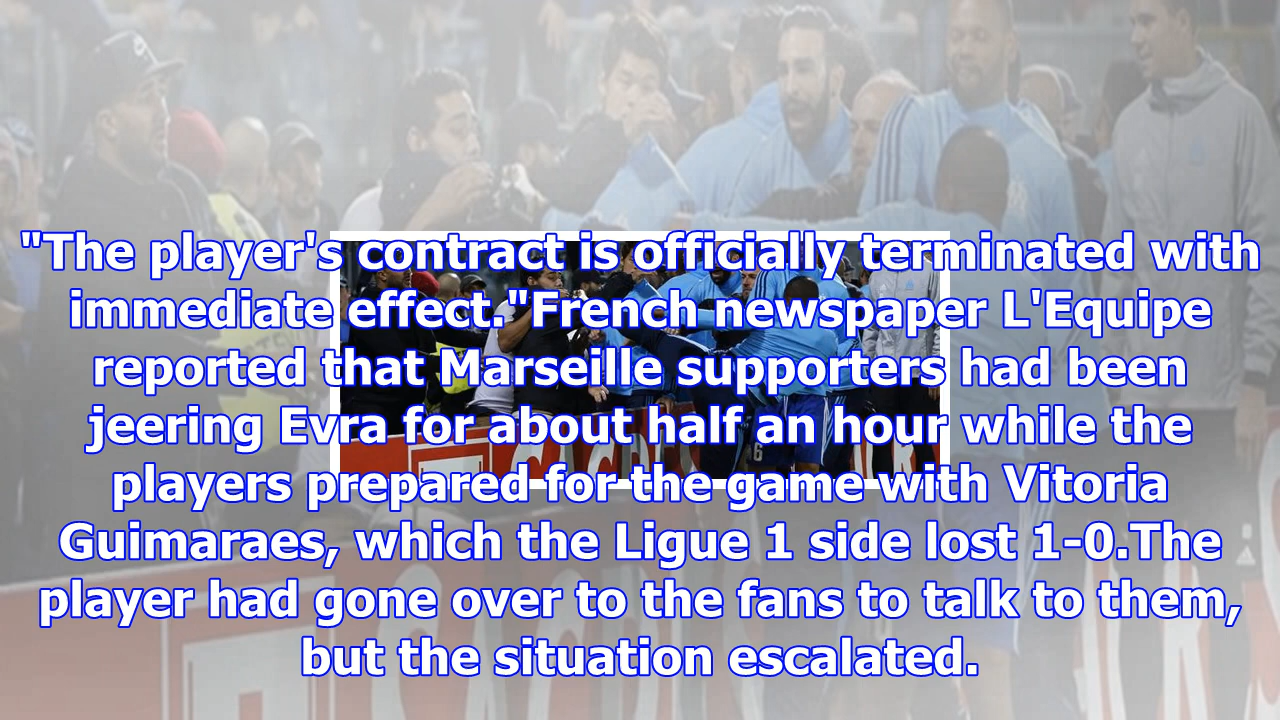 "The player's contract is officially terminated with
immediate effect."French newspaper L'Equipe
reported that Marseille supporters had been
jeering Evra for about half an hour while the
players prepared for the game with Vitoria
Guimaraes, which the Ligue 1 side lost 1-0.The
player had gone over to the fans to talk to them,
but the situation escalated.